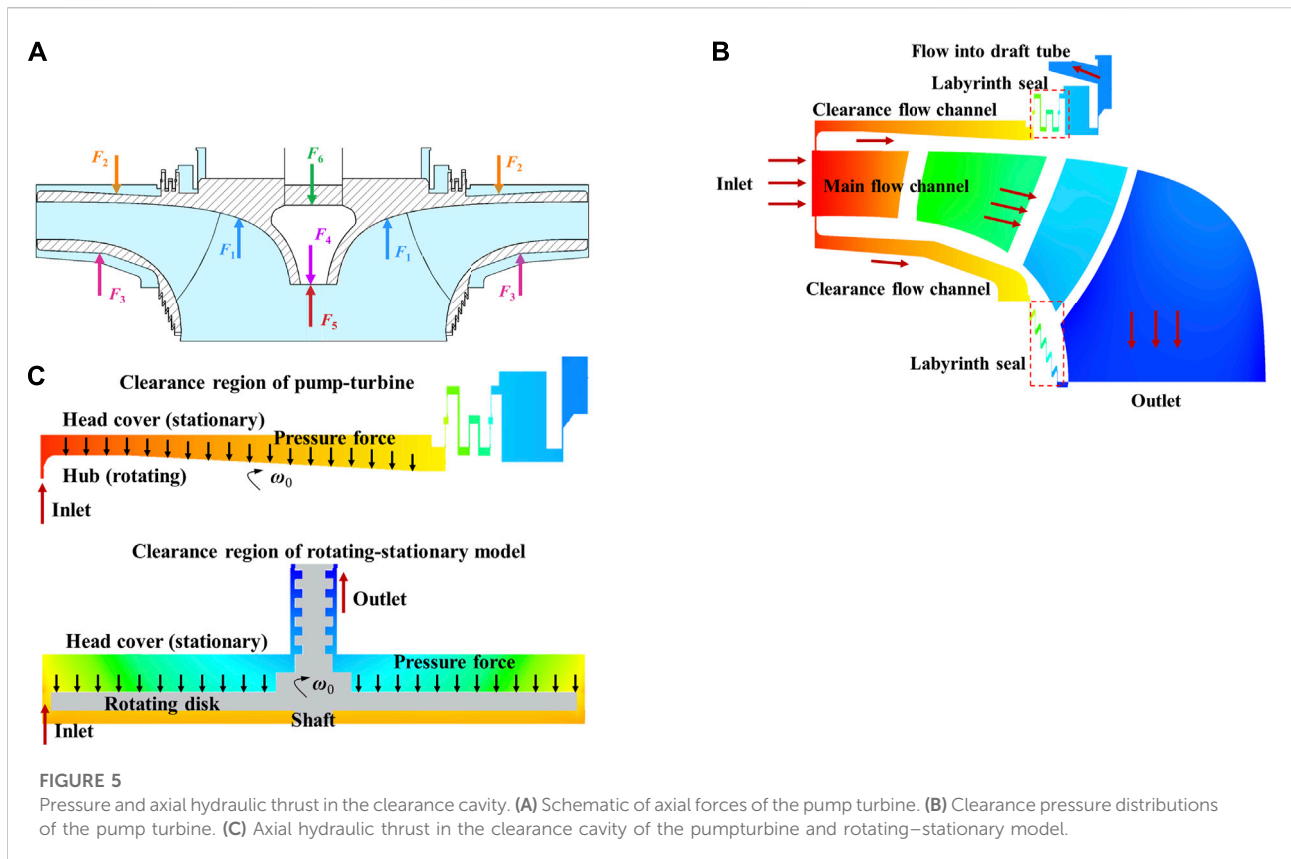 A
F2
F6
F2
F1
F4
F1
F3
F5
F3
B
Flow into draft tube
Labyrinth seal
Clearance flow channel
Inlet
Main flow channel
Clearance flow channel
Labyrinth seal
Outlet
C
Clearance region of pump-turbine
Head cover (stationary)
Pressure force
Hub (rotating)
ω0
Inlet
Clearance region of rotating-stationary model
Outlet
Head cover (stationary)
Pressure force
ω0
Rotating disk
Shaft
Inlet
FIGURE 5
Pressure and axial hydraulic thrust in the clearance cavity. (A) Schematic of axial forces of the pump turbine. (B) Clearance pressure distributions
of the pump turbine. (C) Axial hydraulic thrust in the clearance cavity of the pumpturbine and rotating–stationary model.